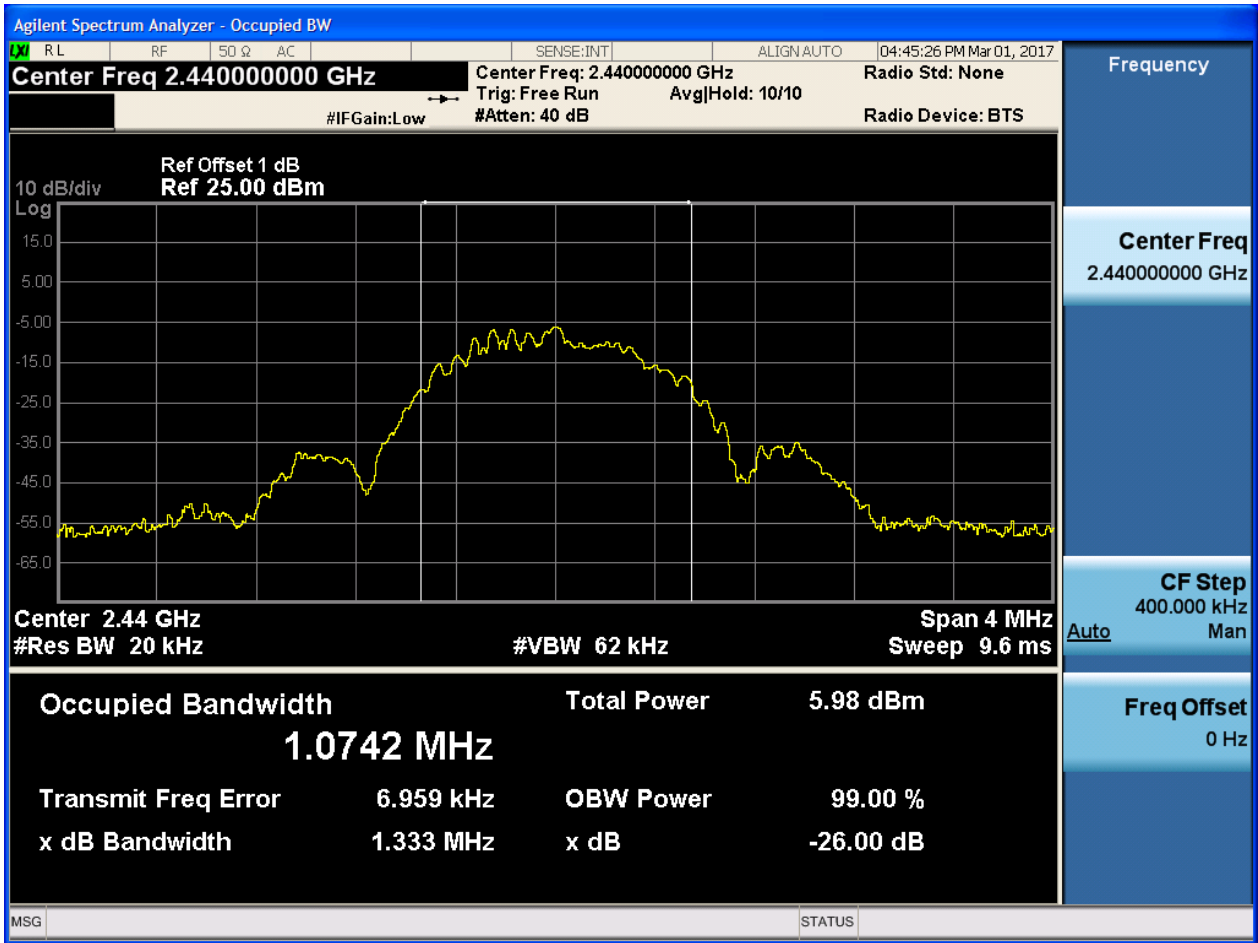 Agilent Spectrum Analyzer - Occupied BW
LXI RL RF 50 Ω AC SENSE:INT ALIGN AUTO 04:45:26 PM Mar 01, 2017
Center Freq 2.440000000 GHz
Center Freq: 2.440000000 GHz
Radio Std: None
Trig: Free Run Avg|Hold: 10/10
#IFGain:Low
#Atten: 40 dB
Radio Device: BTS
Ref Offset 1 dB
10 dB/div Ref 25.00 dBm
Log
15.0
5.00
-5.00
-15.0
-25.0
-35.0
-45.0
-55.0
-65.0
Center 2.44 GHz Span 4 MHz
#Res BW 20 kHz #VBW 62 kHz Sweep 9.6 ms
Occupied Bandwidth Total Power 5.98 dBm
1.0742 MHz
Transmit Freq Error 6.959 kHz OBW Power 99.00 %
x dB Bandwidth 1.333 MHz x dB -26.00 dB
Frequency
Center Freq
2.440000000 GHz
CF Step
400.000 kHz
Auto Man
Freq Offset
0 Hz
MSG STATUS